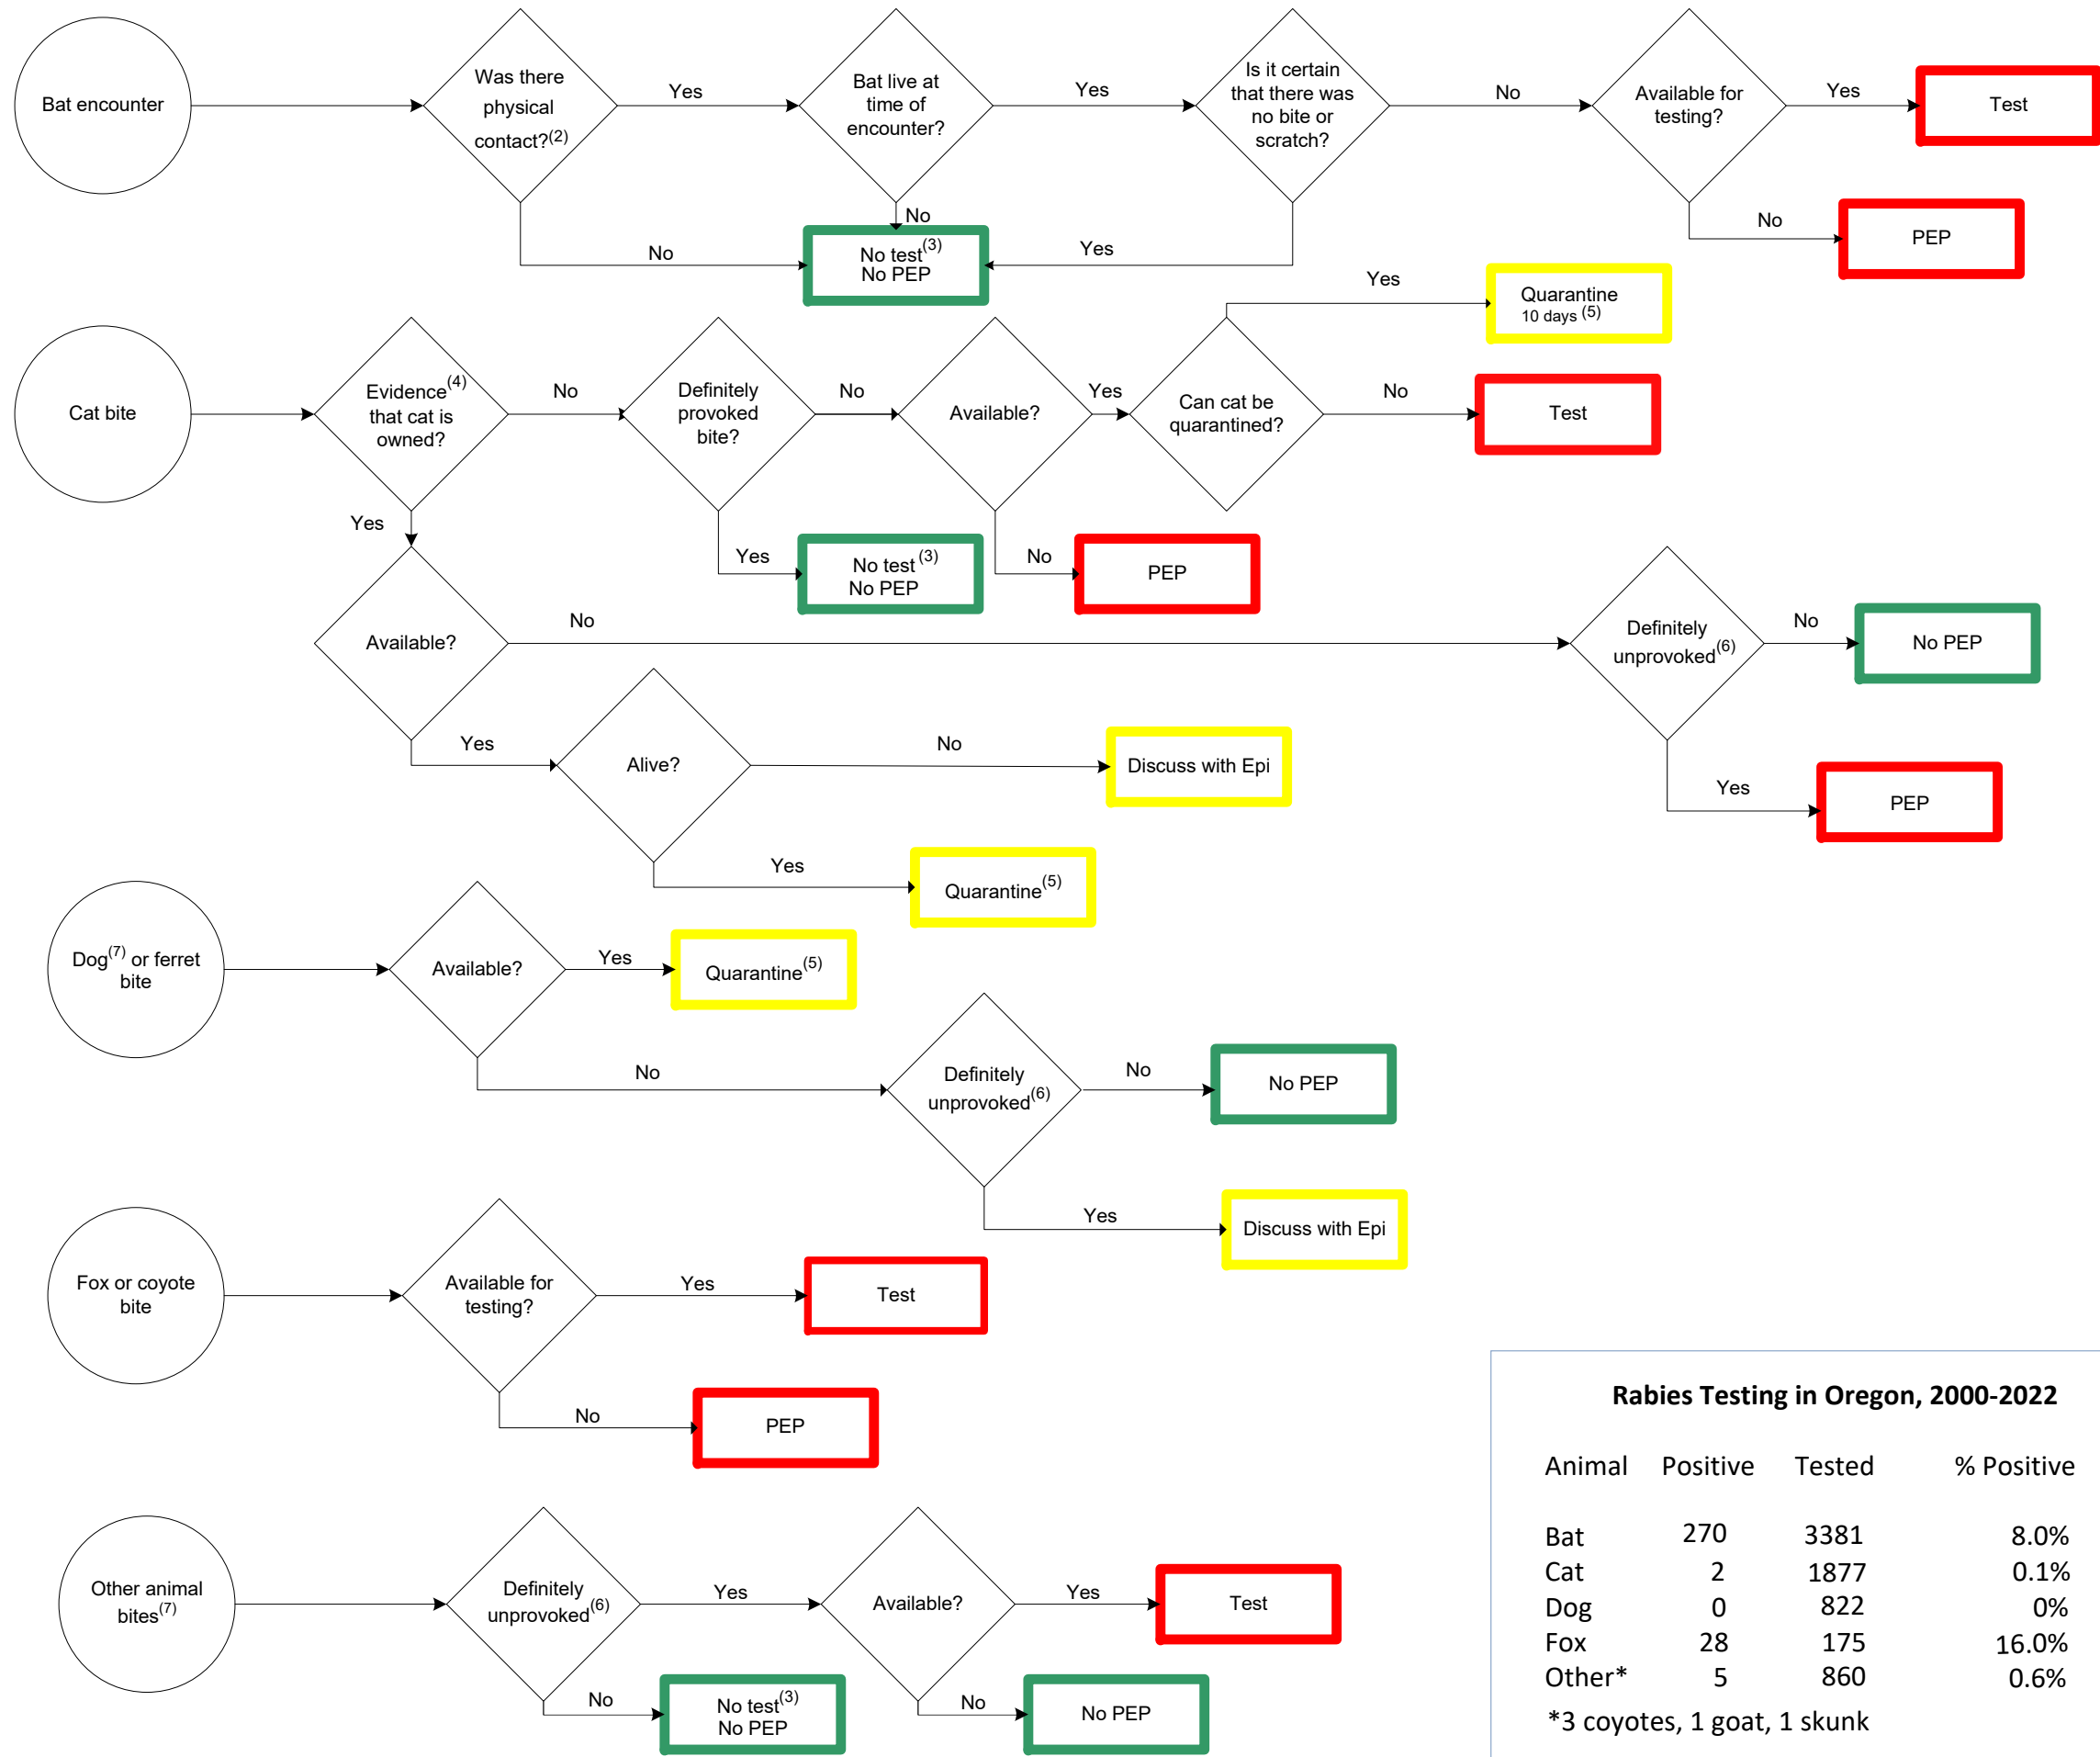 Bat encounter
Was there
physical
contact?(2)
Yes
Bat live at
time of
encounter?
Yes
Is it certain
that there was
no bite or
scratch?
No
Available for
testing?
Yes
Test
No
PEP
No
No
Yes
No test(3)
No PEP
Cat bite
Evidence(4)
that cat is
owned?
No
Definitely
provoked
bite?
No
Available?
Yes
Can cat be
quarantined?
Yes
Quarantine
10 days (5)
No
Test
Yes
Yes
No test (3)
No PEP
No
PEP
Available?
No
Definitely
unprovoked(6)
No
No PEP
Yes
PEP
Yes
Alive?
No
Discuss with Epi
Yes
Quarantine(5)
Dog(7) or ferret
bite
Available?
Yes
Quarantine(5)
No
Definitely
unprovoked(6)
No
No PEP
Yes
Discuss with Epi
Fox or coyote
bite
Available for
testing?
Yes
Test
No
PEP
Other animal
bites(7)
Definitely
unprovoked(6)
Yes
Available?
Yes
Test
No
No test(3)
No PEP
No
No PEP
Rabies Testing in Oregon, 2000-2022
Animal Positive Tested % Positive
Bat 270 3381 8.0%
Cat 2 1877 0.1%
Dog 0 822 0%
Fox 28 175 16.0%
Other* 5 860 0.6%
*3 coyotes, 1 goat, 1 skunk